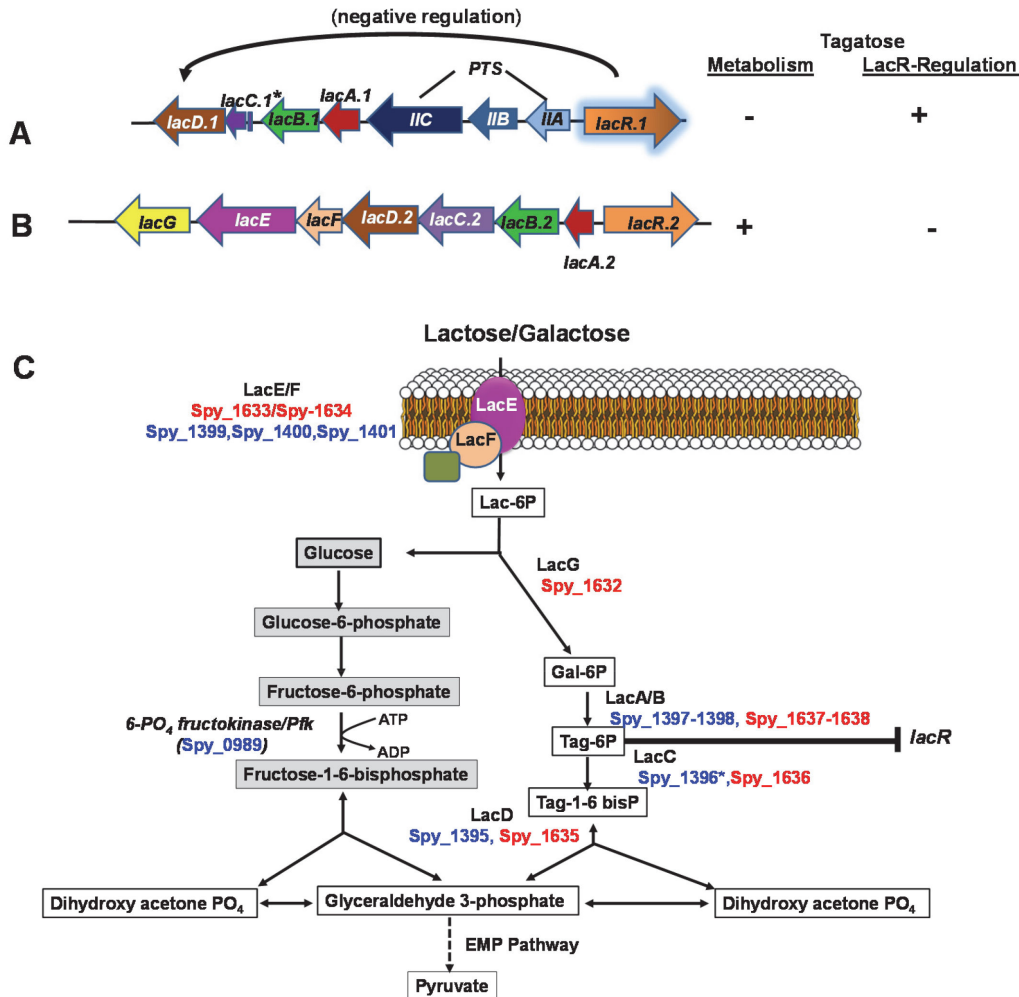 (negative regulation)
Tagatose
Metabolism LacR-Regulation
PTS
A
lacD.1 lacC.1* lacB.1 lacA.1 IIC IIB iIA lacR.1
- +
B
lacG lacE lacF lacD.2 lacC.2 lacB.2 lacA.2 lacR.2
+ -
C
Lactose/Galactose
LacE/F
Spy_1633/Spy-1634
Spy_1399,Spy_1400,Spy_1401
LacE
LacF
Lac-6P
Glucose
LacG
Spy_1632
Glucose-6-phosphate
Gal-6P
Fructose-6-phosphate
LacA/B
Spy_1397-1398, Spy_1637-1638
6-PO4 fructokinase/Pfk
(Spy_0989)
ATP
ADP
Tag-6P
lacR
LacC
Spy_1396*,Spy_1636
Fructose-1-6-bisphosphate
Tag-1-6 bisP
LacD
Spy_1395, Spy_1635
Dihydroxy acetone PO4
Glyceraldehyde 3-phosphate
Dihydroxy acetone PO4
EMP Pathway
Pyruvate